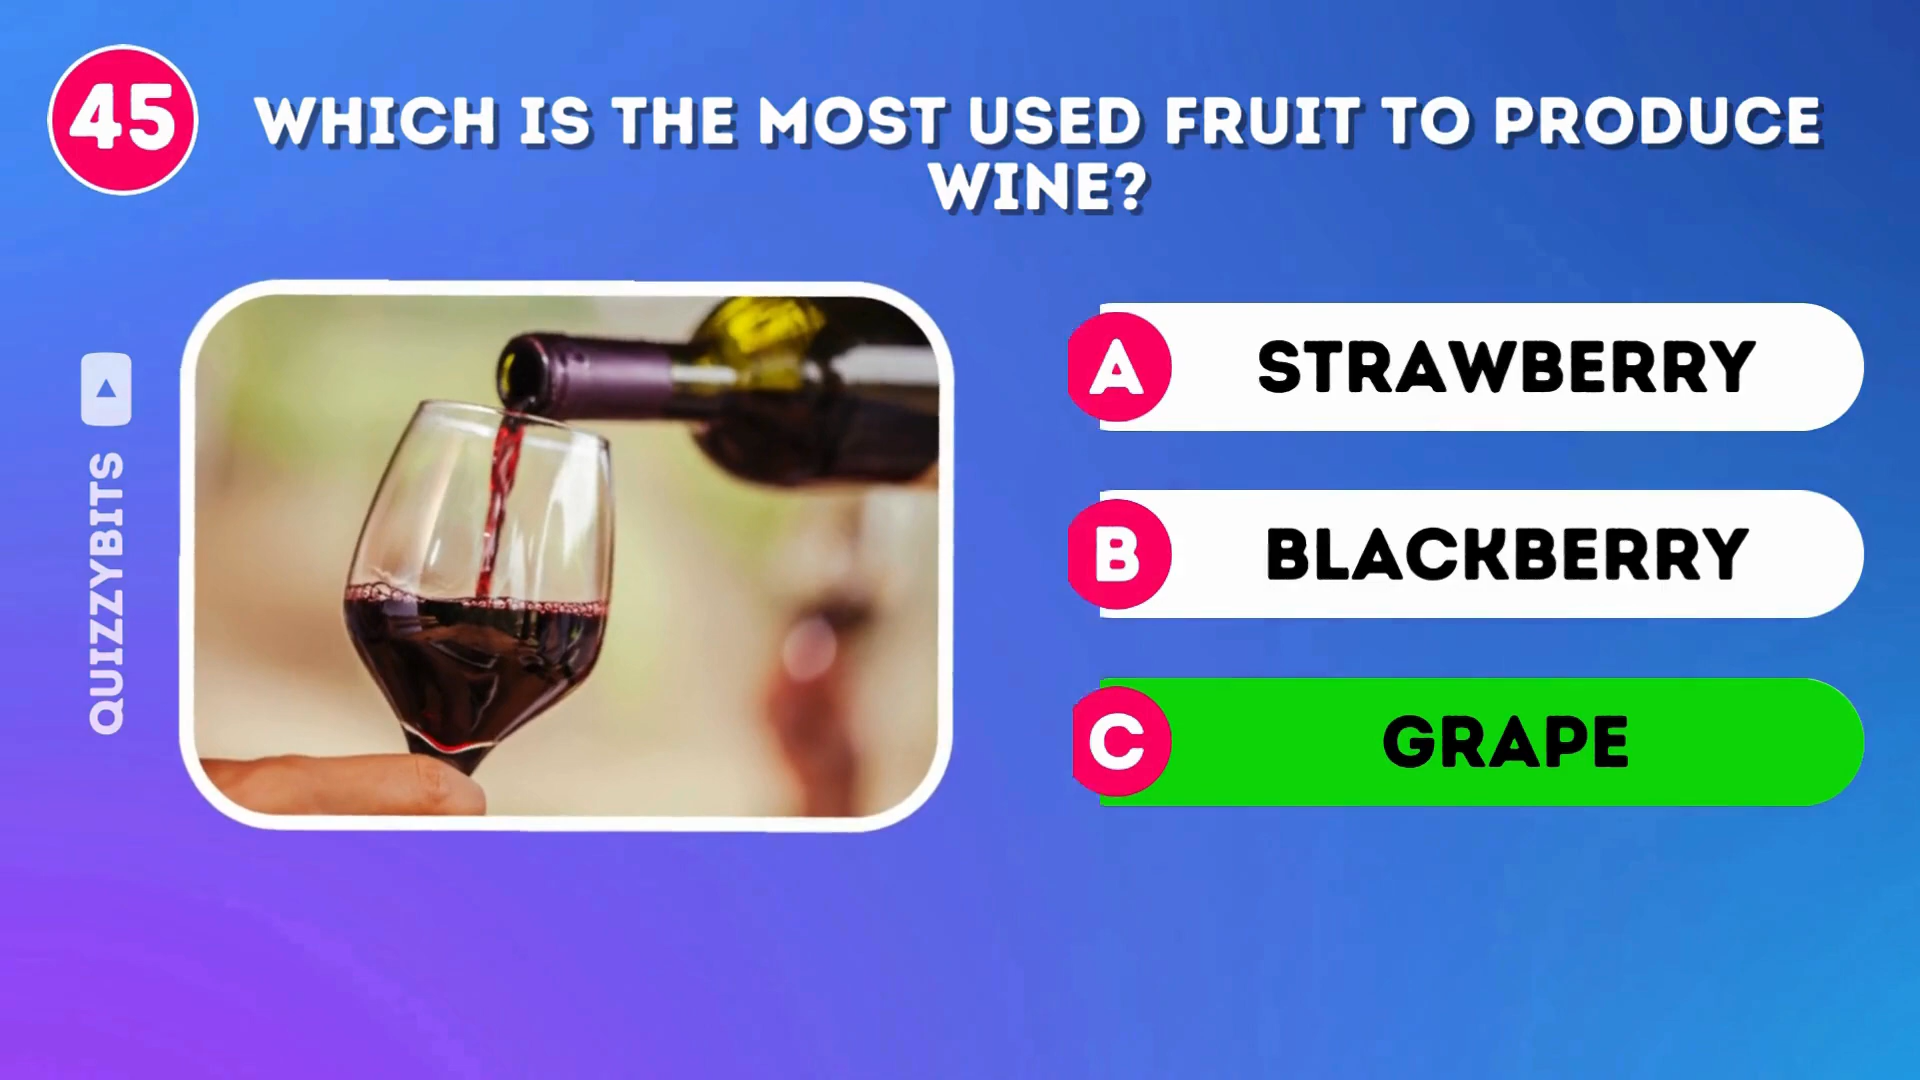 45
WHICH IS THE MOST USED FRUIT TO PRODUCE
WINE?
QUIZZYBITS
A STRAWBERRY
B BLACKBERRY
C GRAPE